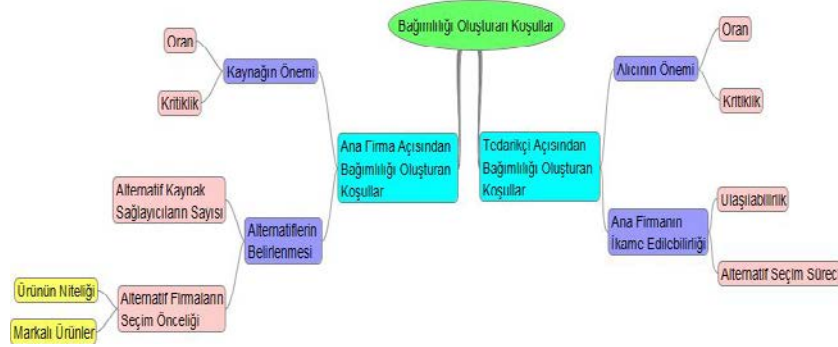 Bağımlılığı Oluşturan Koşullar
Oran
Kaynağın Önemi
Kritiklik
Ana Firma Açısından
Bağımlılığı Oluşturan
Koşullar
Alternatif Kaynak
Sağlayıcıların Sayısı
Alternatiflerin
Belirlenmesi
Ürünün Niteliği
Alternatif Firmaların
Seçim Önceliği
Markalı Ürünler
Tedarikçi Açısından
Bağımlılığı Oluşturan
Koşullar
Oran
Alıcının Önemi
Kritiklik
Ulaşılabilirlik
Ana Firmanın
İkame Edilebilirliği
Alternatif Seçim Sürec